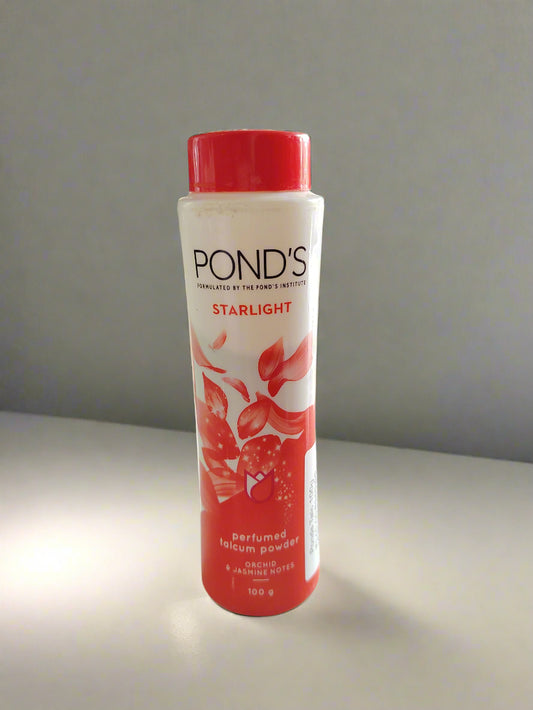 POND'S
FORMULATED BY THE POND'S INSTITUTE
STARLIGHT
perfumed
talcum powder
ORCHID
& JASMINE NOTES
100 g